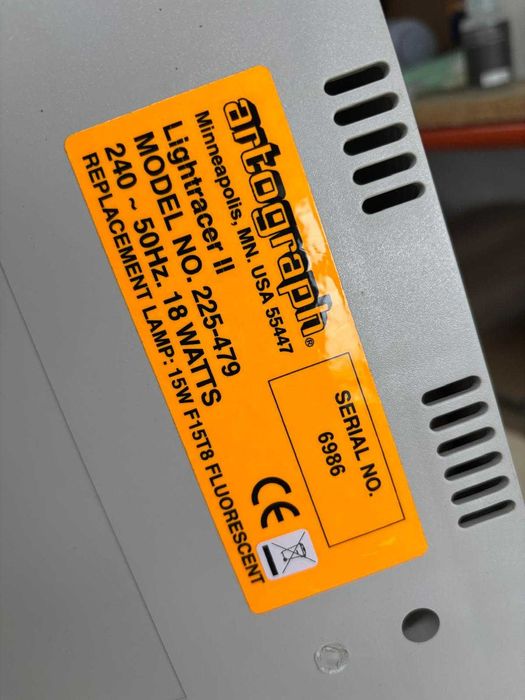 artograph®
Minneapolis, MN. USA 55447
Lightracer II
MODEL NO. 225-479
240 ~ 50Hz. 18 WATTS
REPLACEMENT LAMP: 15W F15T8 FLUORESCENT
SERIAL NO.
6986
CE